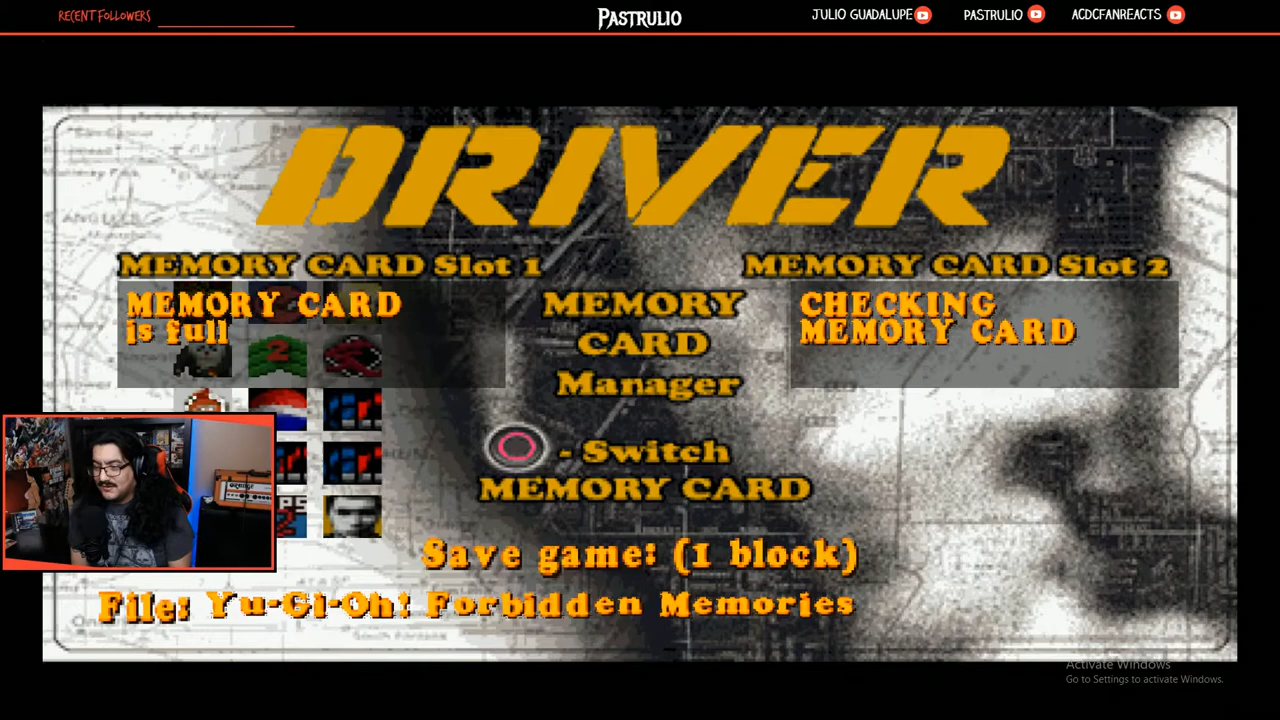 RECENT FOLLOWERS
PASTRULIO
JULIO GUADALUPE
PASTRULIO
ACDCFANREACTS
DRIVER
MEMORY CARD Slot 1
MEMORY CARD Slot 2
MEMORY CARD
is full
MEMORY
CARD
Manager
CHECKING
MEMORY CARD
2
- Switch
MEMORY CARD
Save game: (1 block)
File: Yu-Gi-Oh! Forbidden Memories
Activate Windows
Go to Settings to activate Windows.